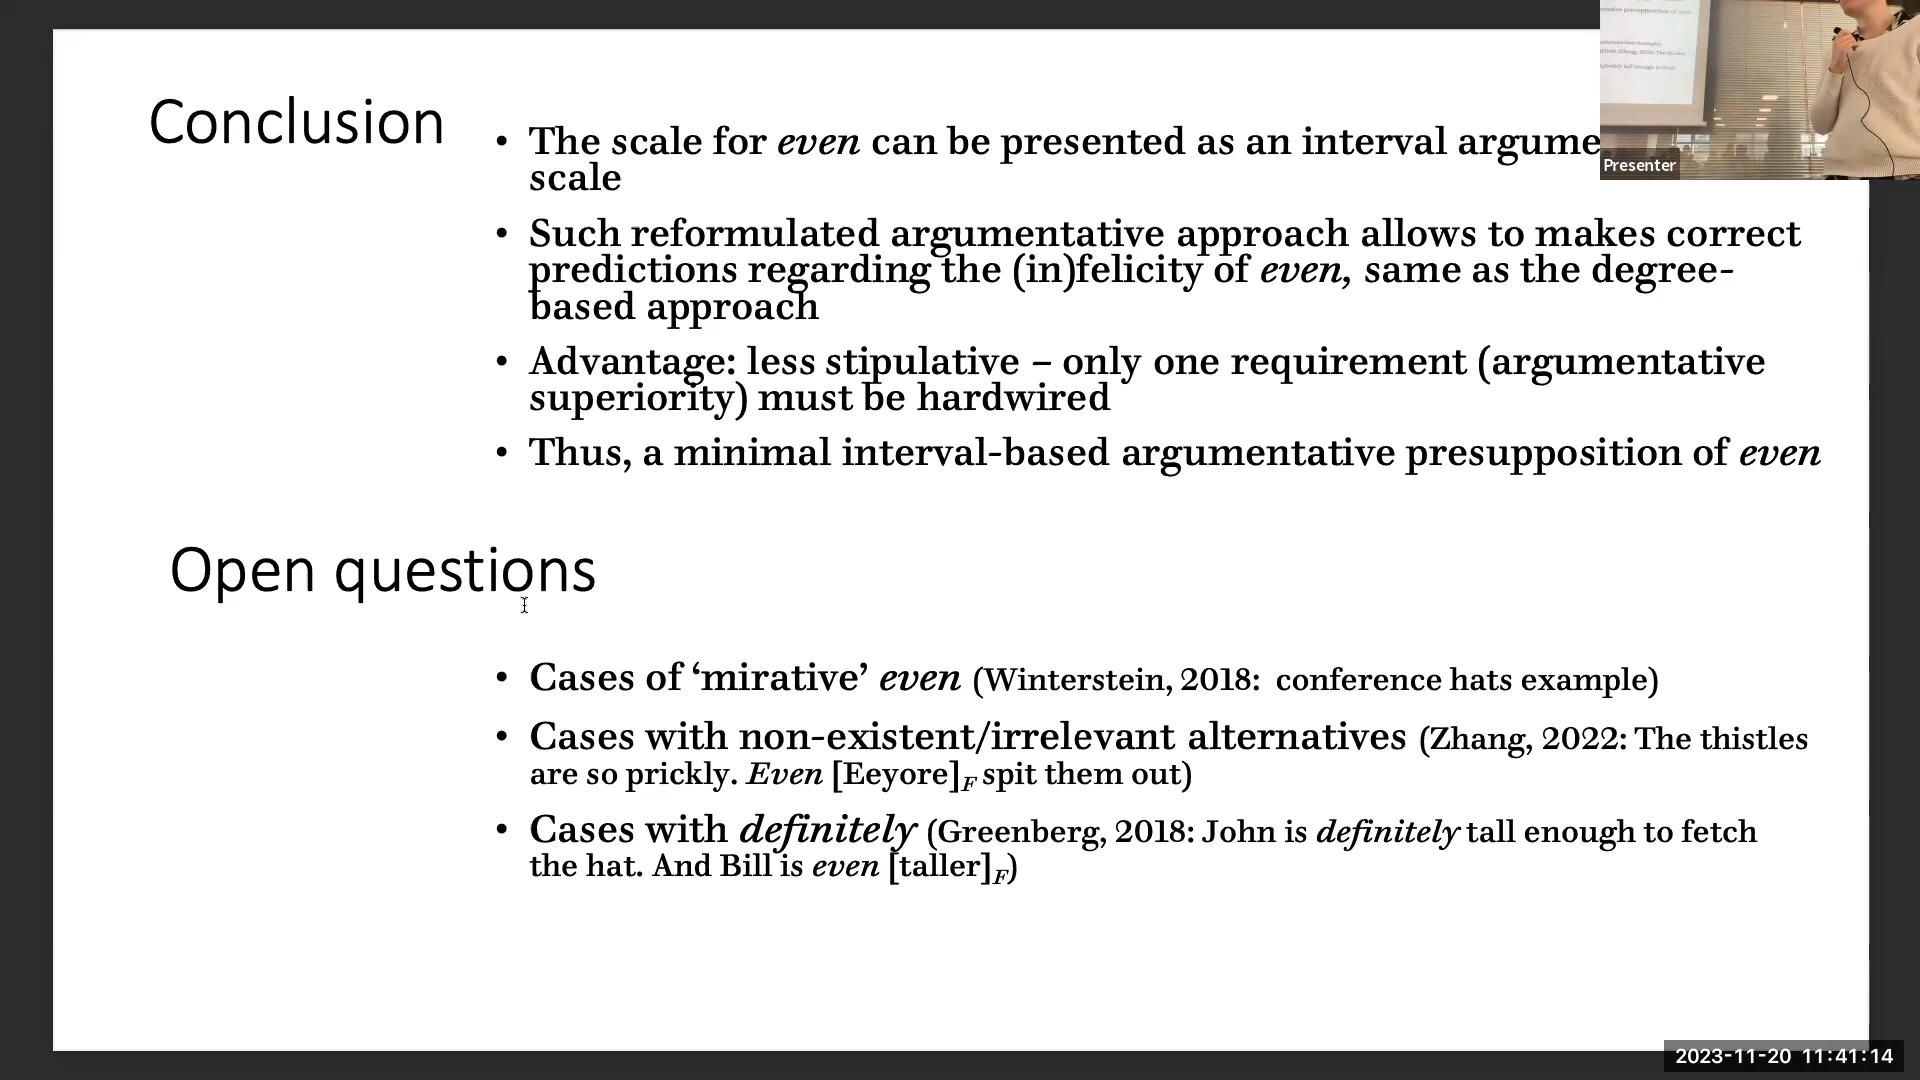 Conclusion
• The scale for even can be presented as an interval argume
scale
• Such reformulated argumentative approach allows to makes correct
predictions regarding the (in)felicity of even, same as the degree-
based approach
• Advantage: less stipulative – only one requirement (argumentative
superiority) must be hardwired
• Thus, a minimal interval-based argumentative presupposition of even
Open questions
• Cases of ‘mirative’ even (Winterstein, 2018: conference hats example)
• Cases with non-existent/irrelevant alternatives (Zhang, 2022: The thistles
are so prickly. Even [Eeyore]F spit them out)
• Cases with definitely (Greenberg, 2018: John is definitely tall enough to fetch
the hat. And Bill is even [taller]F)
Presenter
2023-11-20 11:41:14